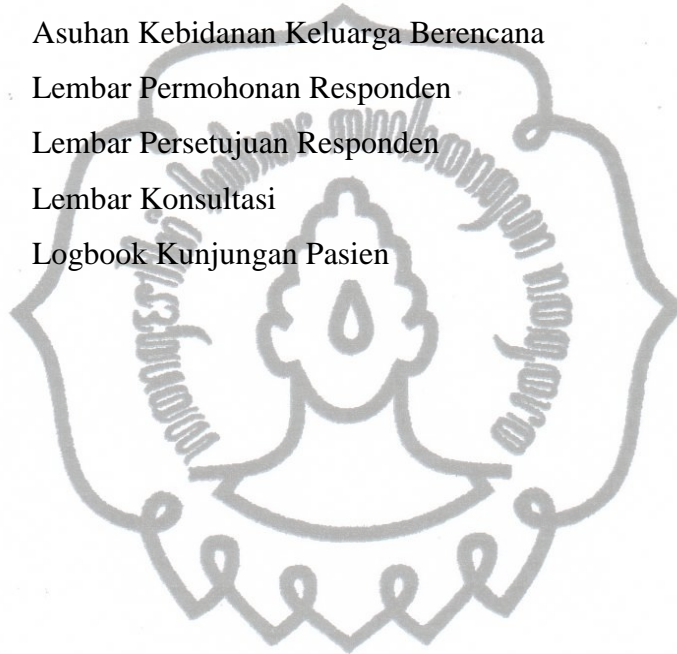 Asuhan Kebidanan Keluarga Berencana
Lembar Permohonan Responden
Lembar Persetujuan Responden
Lembar Konsultasi
Logbook Kunjungan Pasien